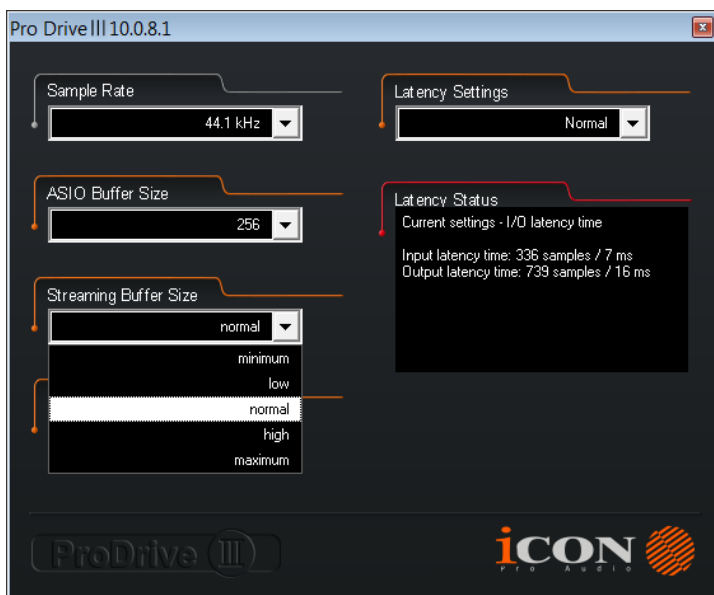 Pro Drive III 10.0.8.1
Sample Rate
44.1 kHz
ASIO Buffer Size
256
Streaming Buffer Size
normal
minimum
low
normal
high
maximum
Latency Settings
Normal
Latency Status
Current settings - I/O latency time
Input latency time: 336 samples / 7 ms
Output latency time: 739 samples / 16 ms
ProDrive III
iCON
Pro Audio